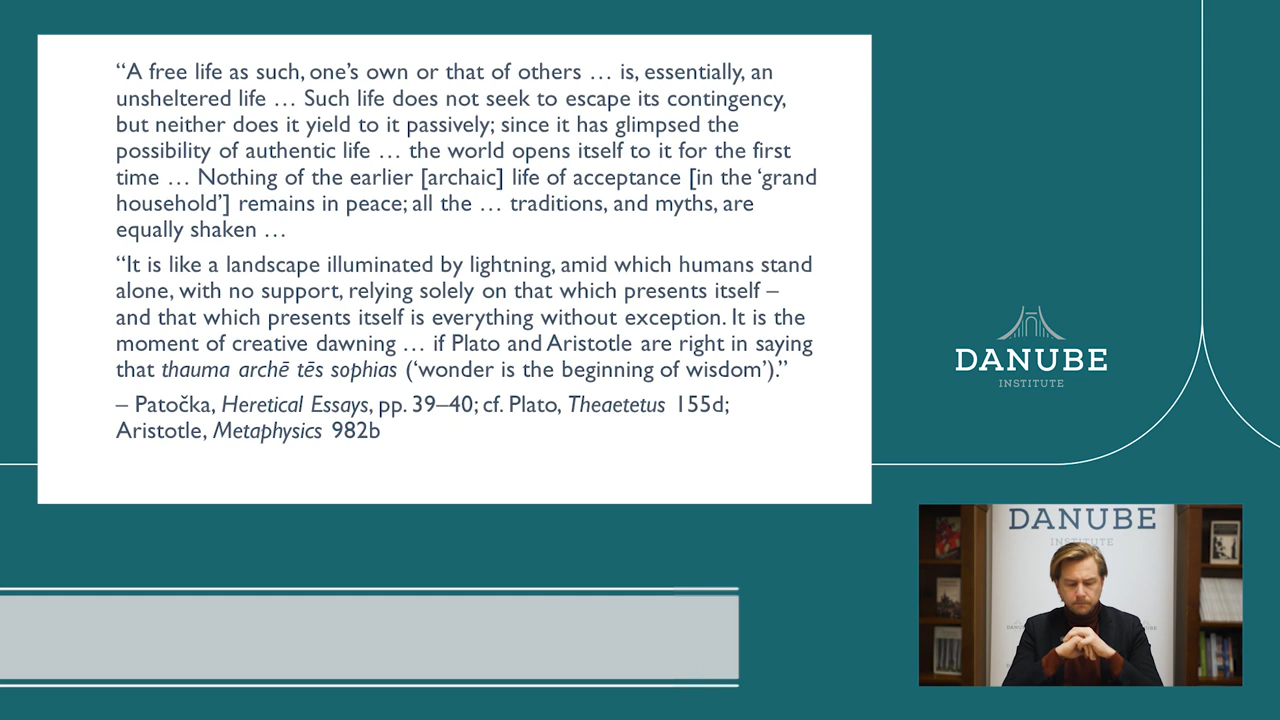 “A free life as such, one’s own or that of others … is, essentially, an
unsheltered life … Such life does not seek to escape its contingency,
but neither does it yield to it passively; since it has glimpsed the
possibility of authentic life … the world opens itself to it for the first
time … Nothing of the earlier [archaic] life of acceptance [in the ‘grand
household’] remains in peace; all the … traditions, and myths, are
equally shaken …
“It is like a landscape illuminated by lightning, amid which humans stand
alone, with no support, relying solely on that which presents itself –
and that which presents itself is everything without exception. It is the
moment of creative dawning … if Plato and Aristotle are right in saying
that thauma archē tēs sophias (‘wonder is the beginning of wisdom’).”
– Patočka, Heretical Essays, pp. 39–40; cf. Plato, Theaetetus 155d;
Aristotle, Metaphysics 982b
DANUBE
INSTITUTE
DANUBE
INSTITUTE